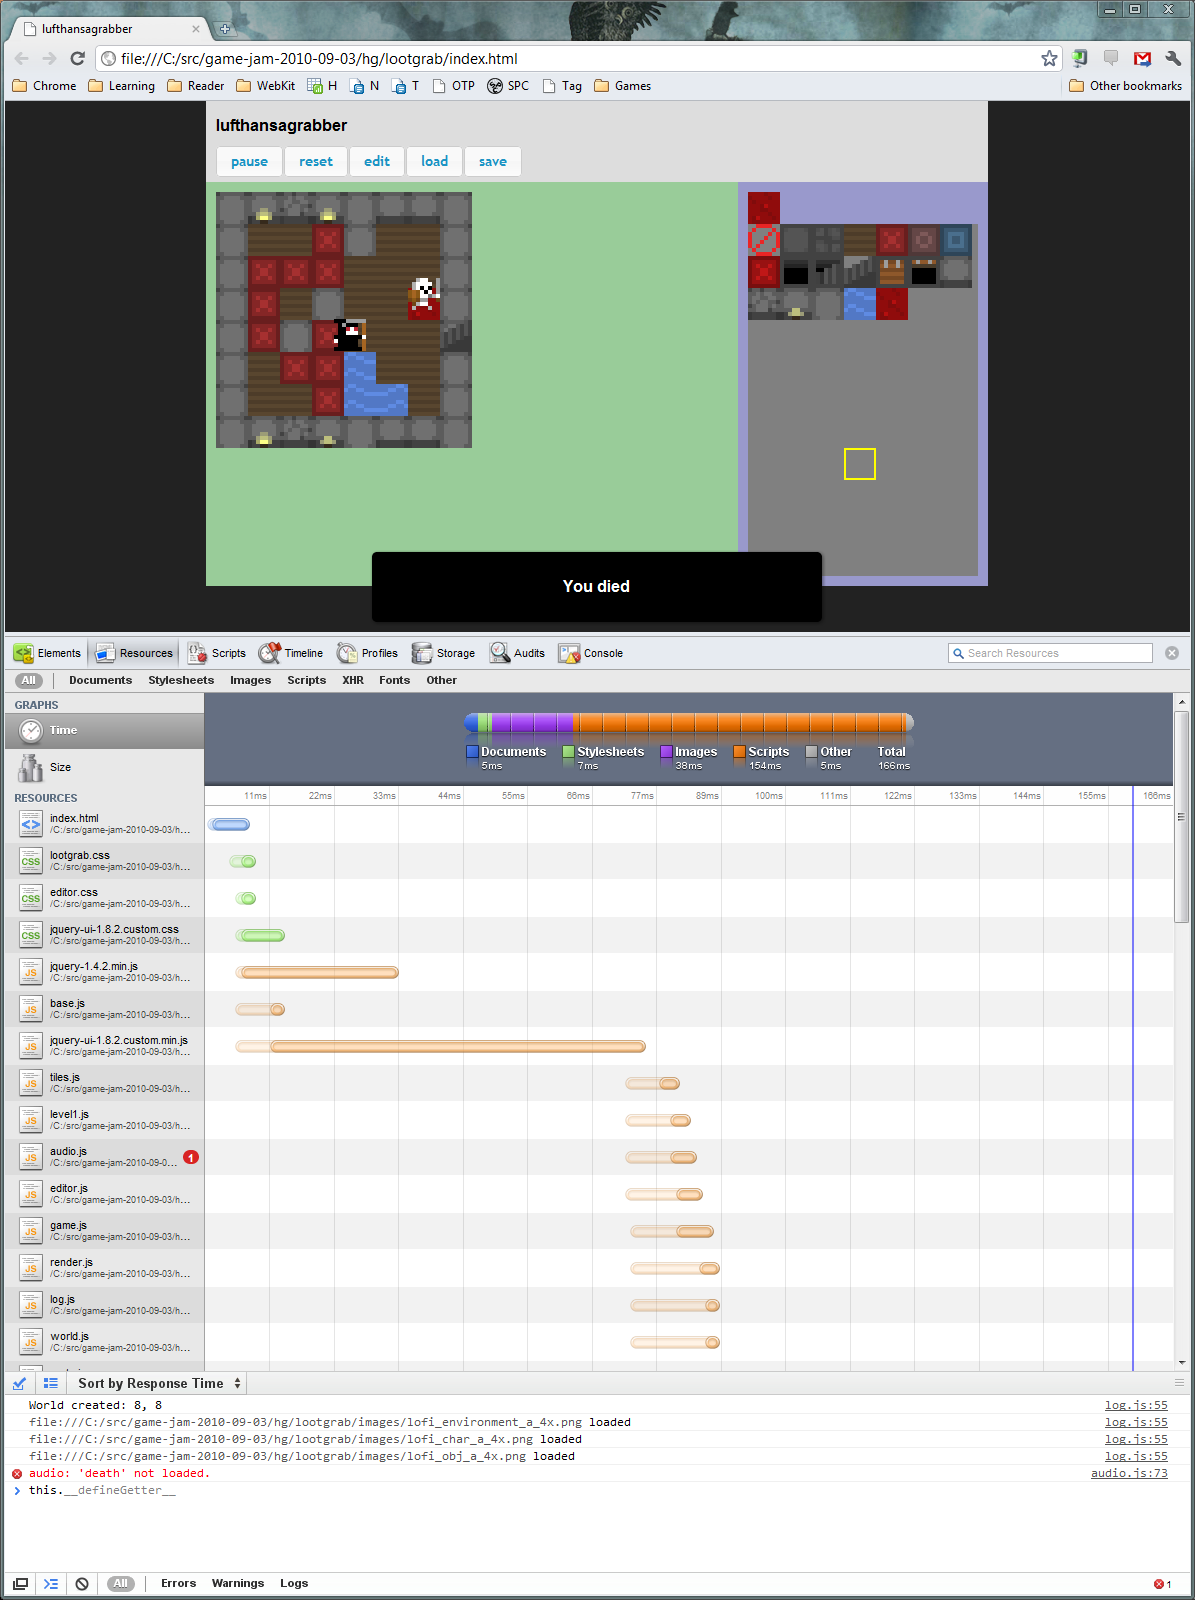 lufthansagrabber
file:///C:/src/game-jam-2010-09-03/hg/lootgrab/index.html
Chrome Learning Reader WebKit H N T OTP SPC Tag Games Other bookmarks
lufthansagrabber
pause reset edit load save
You died
Elements Resources Scripts Timeline Profiles Storage Audits Console Search Resources
All Documents Stylesheets Images Scripts XHR Fonts Other
GRAPHS
Time
Size
Documents Stylesheets Images Scripts Other Total
5ms 7ms 38ms 154ms 5ms 166ms
RESOURCES
11ms 22ms 33ms 44ms 55ms 66ms 77ms 89ms 100ms 111ms 122ms 133ms 144ms 155ms 166ms
index.html
/C:/src/game-jam-2010-09-03/h...
lootgrab.css
/C:/src/game-jam-2010-09-03/h...
editor.css
/C:/src/game-jam-2010-09-03/h...
jquery-ui-1.8.2.custom.css
/C:/src/game-jam-2010-09-03/h...
jquery-1.4.2.min.js
/C:/src/game-jam-2010-09-03/h...
base.js
/C:/src/game-jam-2010-09-03/h...
jquery-ui-1.8.2.custom.min.js
/C:/src/game-jam-2010-09-03/h...
tiles.js
/C:/src/game-jam-2010-09-03/h...
level1.js
/C:/src/game-jam-2010-09-03/h...
audio.js
/C:/src/game-jam-2010-09-0... 1
editor.js
/C:/src/game-jam-2010-09-03/h...
game.js
/C:/src/game-jam-2010-09-03/h...
render.js
/C:/src/game-jam-2010-09-03/h...
log.js
/C:/src/game-jam-2010-09-03/h...
world.js
/C:/src/game-jam-2010-09-03/h...
Sort by Response Time
World created: 8, 8 log.js:55
file:///C:/src/game-jam-2010-09-03/hg/lootgrab/images/lofi_environment_a_4x.png loaded log.js:55
file:///C:/src/game-jam-2010-09-03/hg/lootgrab/images/lofi_char_a_4x.png loaded log.js:55
file:///C:/src/game-jam-2010-09-03/hg/lootgrab/images/lofi_obj_a_4x.png loaded log.js:55
audio: 'death' not loaded. audio.js:73
> this.__defineGetter__
All Errors Warnings Logs 1